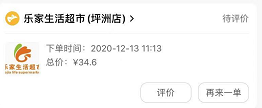 乐家生活超市(坪洲店) > 待评价
乐家生活超市
下单时间：2020-12-13 11:13
总价：¥34.6
评价 再来一单